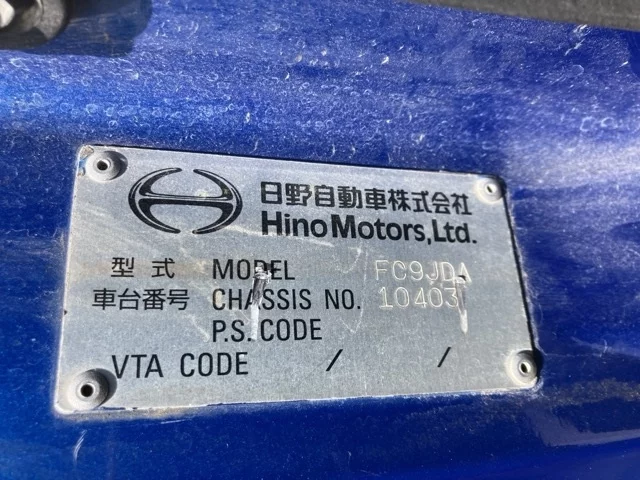 日野自動車株式会社
Hino Motors, Ltd.
型式 MODEL FC9JDA
車台番号 CHASSIS NO. 10403
P.S. CODE
VTA CODE / /